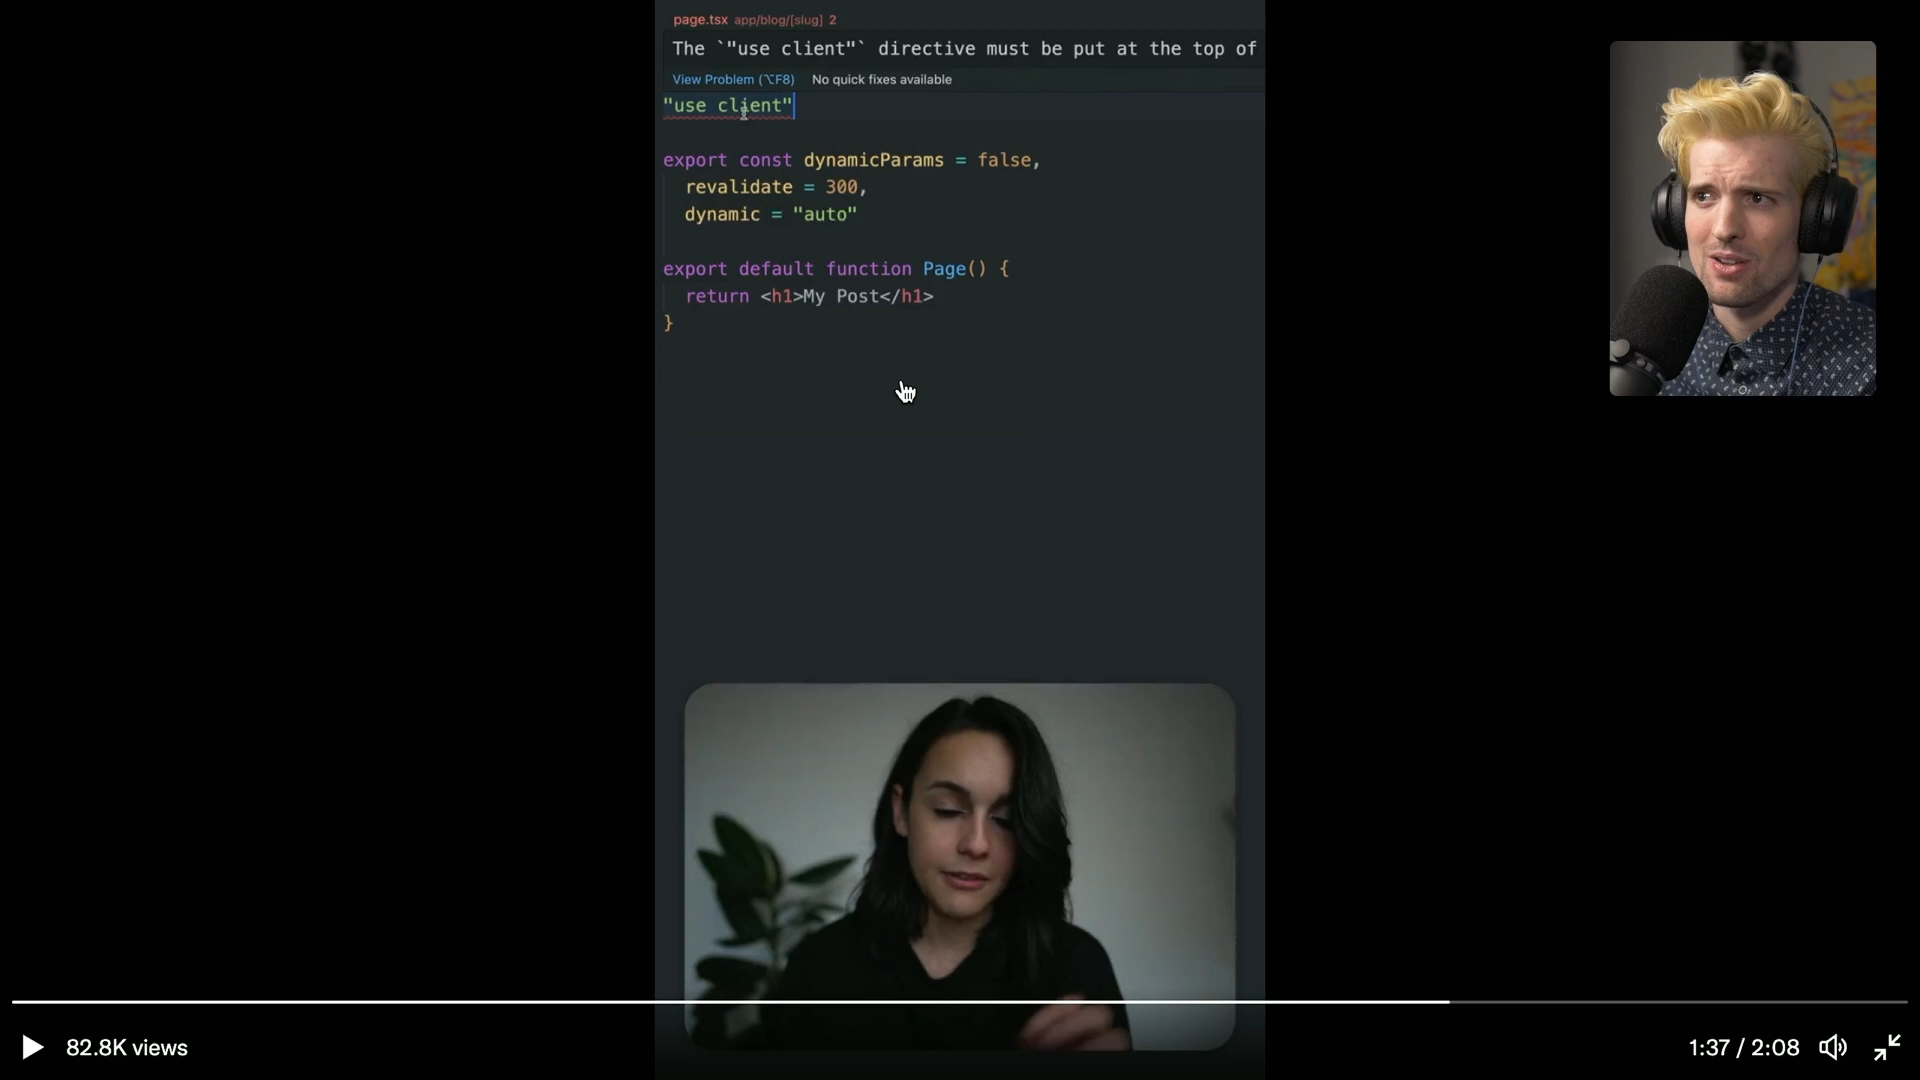 page.tsx app/blog/[slug] 2
The `"use client"` directive must be put at the top of
View Problem (⌥F8) No quick fixes available
"use client"
export const dynamicParams = false,
revalidate = 300,
dynamic = "auto"
export default function Page() {
return <h1>My Post</h1>
}
82.8K views
1:37 / 2:08